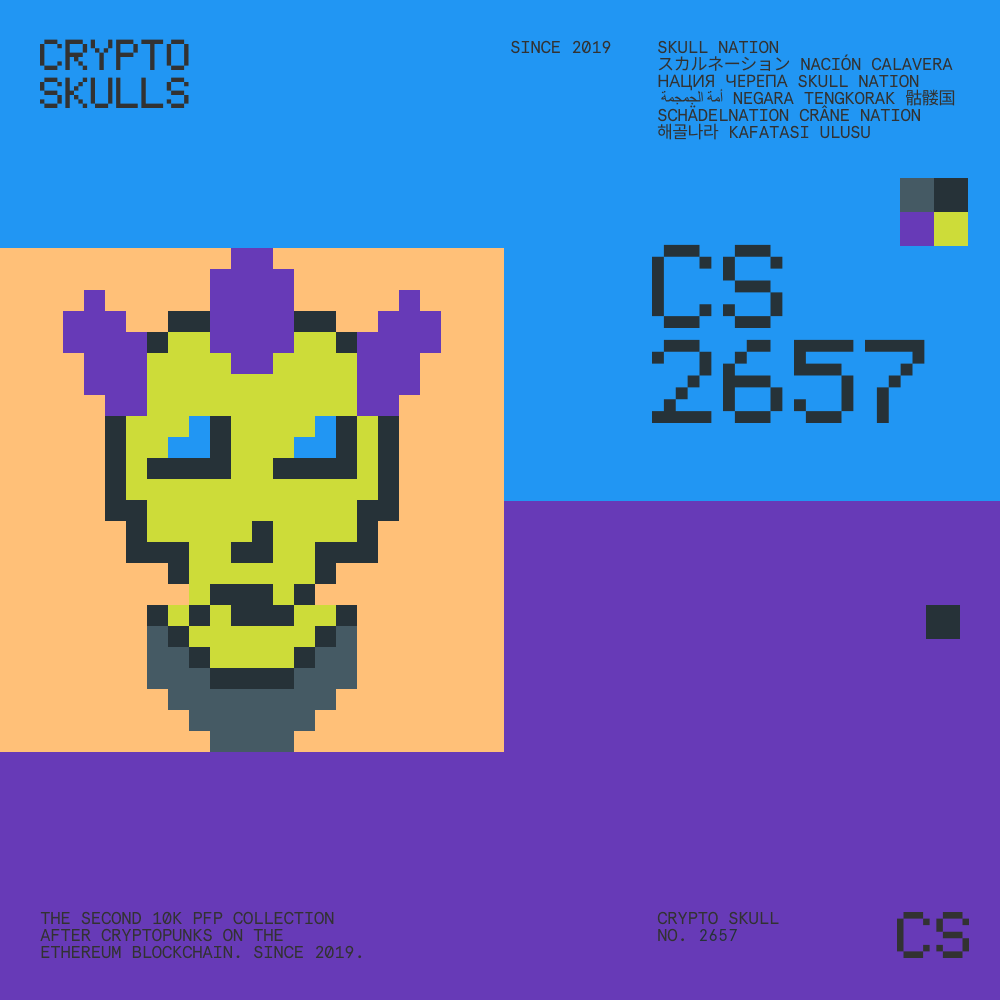 CRYPTO
SKULLS
SINCE 2019
SKULL NATION
スカルネーション NACIÓN CALAVERA
НАЦИЯ ЧЕРЕПА SKULL NATION
أمة الجمجمة NEGARA TENGKORAK 骷髅国
SCHÄDELNATION CRÂNE NATION
해골나라 KAFATASI ULUSU
CS
2657
THE SECOND 10K PFP COLLECTION
AFTER CRYPTOPUNKS ON THE
ETHEREUM BLOCKCHAIN. SINCE 2019.
CRYPTO SKULL
NO. 2657
CS